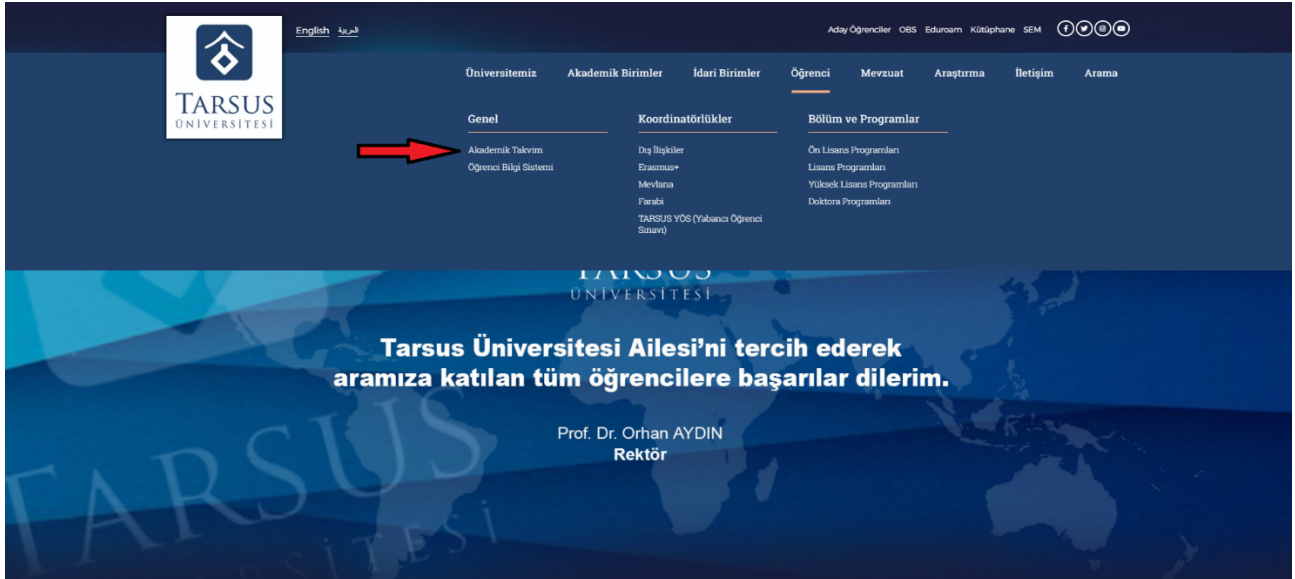 English العربية
Aday Öğrenciler OBS Eduroam Kütüphane SEM
TARSUS
ÜNİVERSİTESİ
Üniversitemiz Akademik Birimler İdari Birimler Öğrenci Mevzuat Araştırma İletişim Arama
Genel
Akademik Takvim
Öğrenci Bilgi Sistemi
Koordinatörlükler
Dış İlişkiler
Erasmus+
Mevlana
Farabi
TARSUS YÖS (Yabancı Öğrenci
Sınavı)
Bölüm ve Programlar
Ön Lisans Programları
Lisans Programları
Yüksek Lisans Programları
Doktora Programları
TARSUS
ÜNİVERSİTESİ
Tarsus Üniversitesi Ailesi’ni tercih ederek
aramıza katılan tüm öğrencilere başarılar dilerim.
Prof. Dr. Orhan AYDIN
Rektör
TARSUS